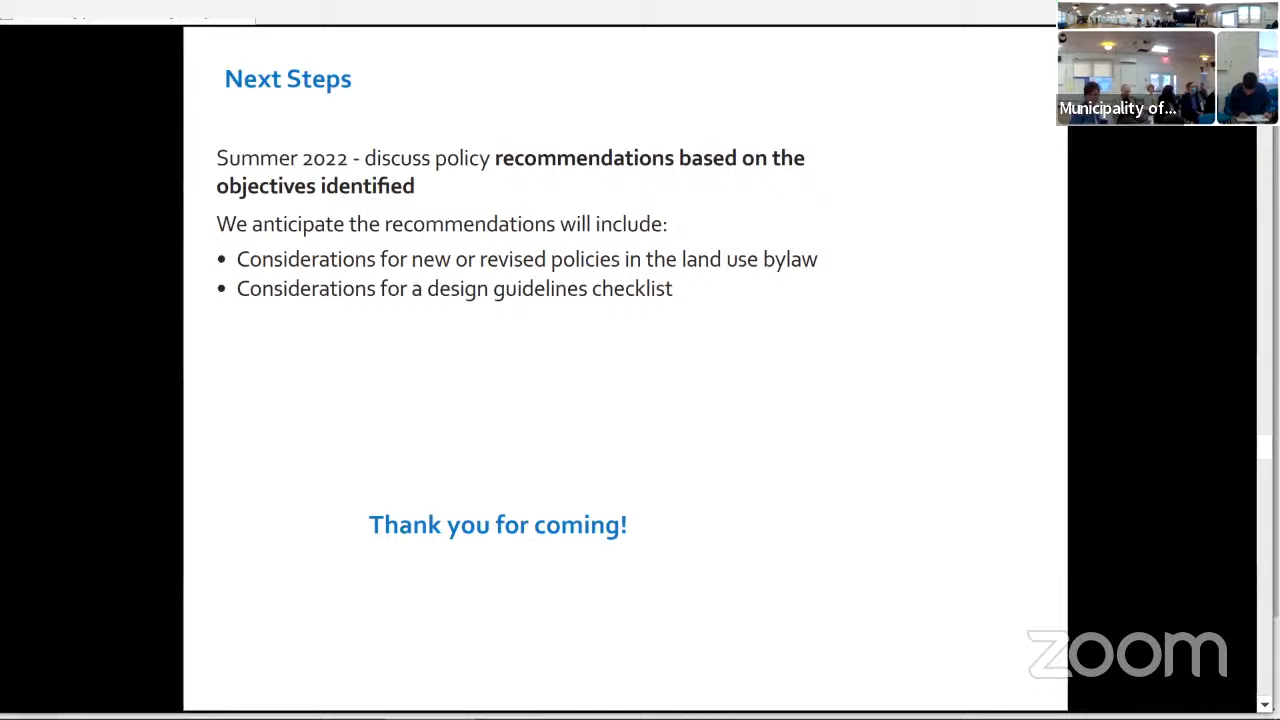 Next Steps
Municipality of...
Summer 2022 - discuss policy recommendations based on the
objectives identified
We anticipate the recommendations will include:
• Considerations for new or revised policies in the land use bylaw
• Considerations for a design guidelines checklist
Thank you for coming!
zoom